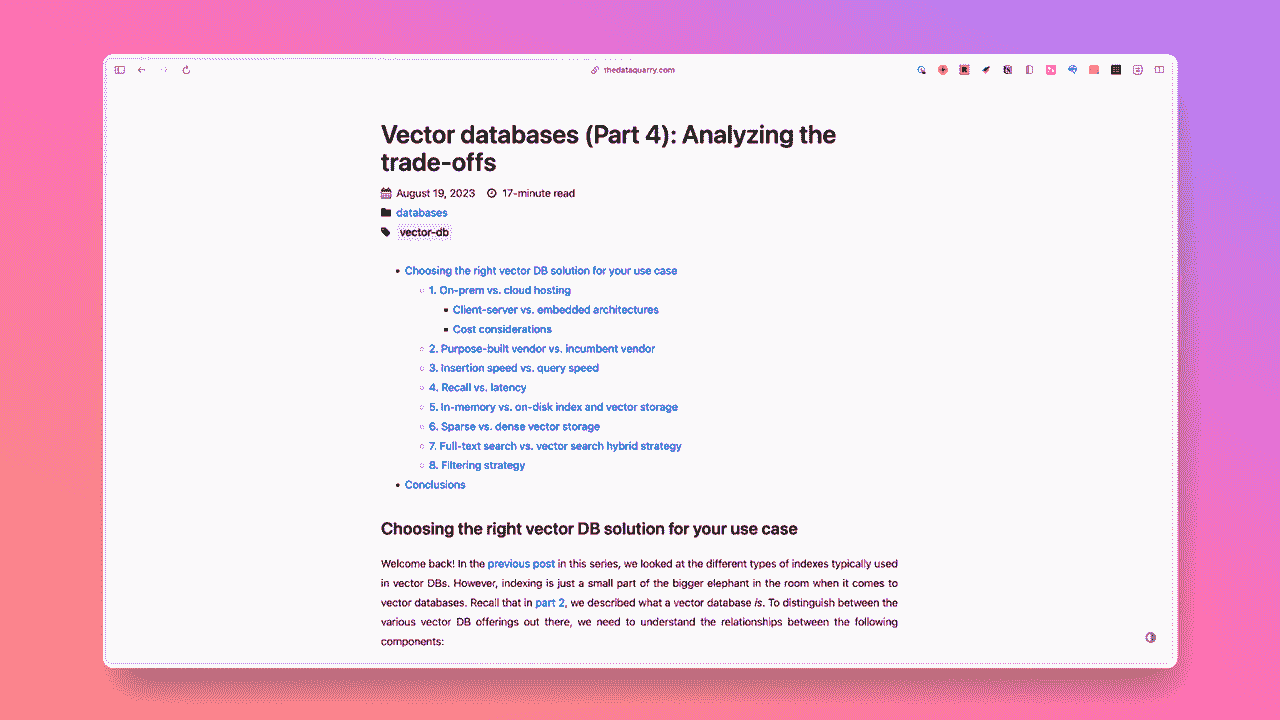 thedataquarry.com
Vector databases (Part 4): Analyzing the
trade-offs
August 19, 2023 17-minute read
databases
vector-db
Choosing the right vector DB solution for your use case
1. On-prem vs. cloud hosting
Client-server vs. embedded architectures
Cost considerations
2. Purpose-built vendor vs. incumbent vendor
3. Insertion speed vs. query speed
4. Recall vs. latency
5. In-memory vs. on-disk index and vector storage
6. Sparse vs. dense vector storage
7. Full-text search vs. vector search hybrid strategy
8. Filtering strategy
Conclusions
Choosing the right vector DB solution for your use case
Welcome back! In the previous post in this series, we looked at the different types of indexes typically used
in vector DBs. However, indexing is just a small part of the bigger elephant in the room when it comes to
vector databases. Recall that in part 2, we described what a vector database is. To distinguish between the
various vector DB offerings out there, we need to understand the relationships between the following
components: